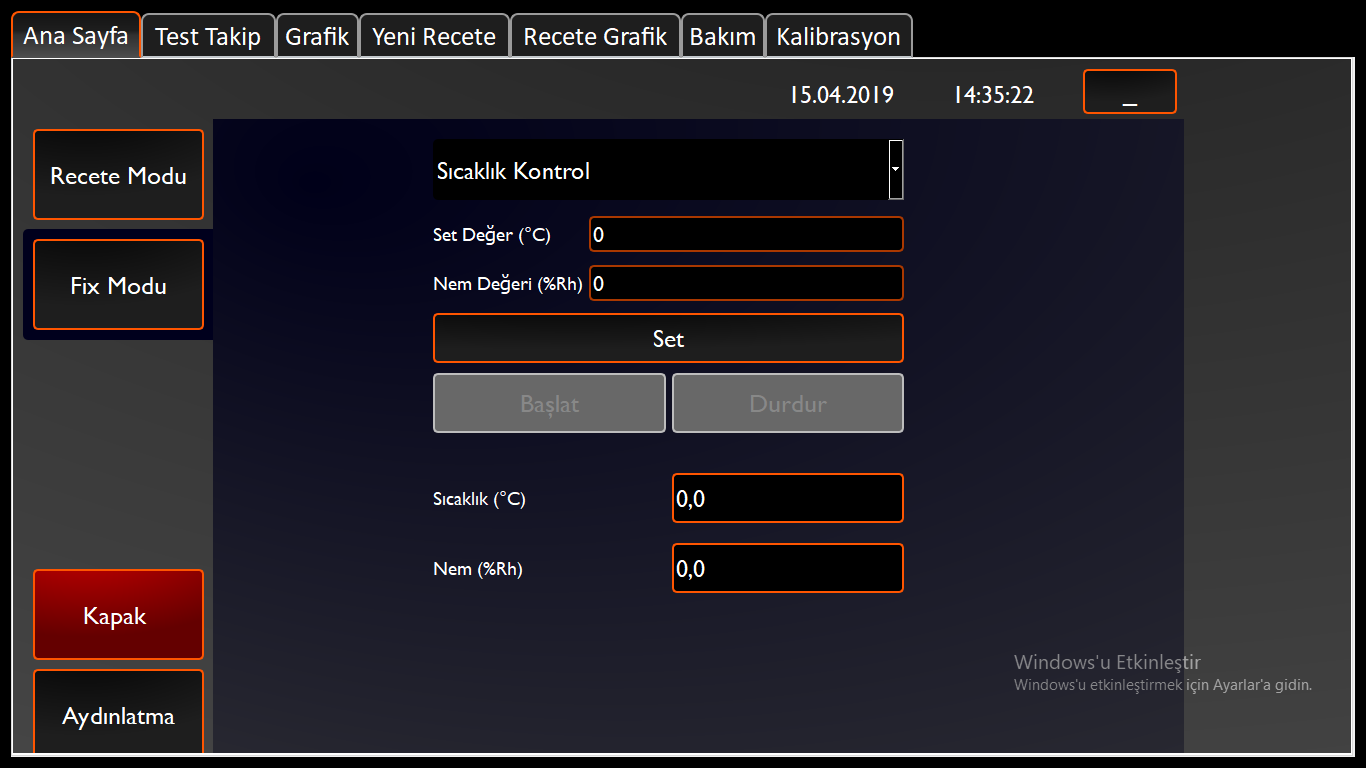 Ana Sayfa Test Takip Grafik Yeni Recete Recete Grafik Bakım Kalibrasyon
15.04.2019 14:35:22 _
Recete Modu
Fix Modu
Sıcaklık Kontrol
Set Değer (°C) 0
Nem Değeri (%Rh) 0
Set
Başlat Durdur
Sıcaklık (°C) 0,0
Nem (%Rh) 0,0
Kapak
Aydınlatma
Windows'u Etkinleştir
Windows'u etkinleştirmek için Ayarlar'a gidin.